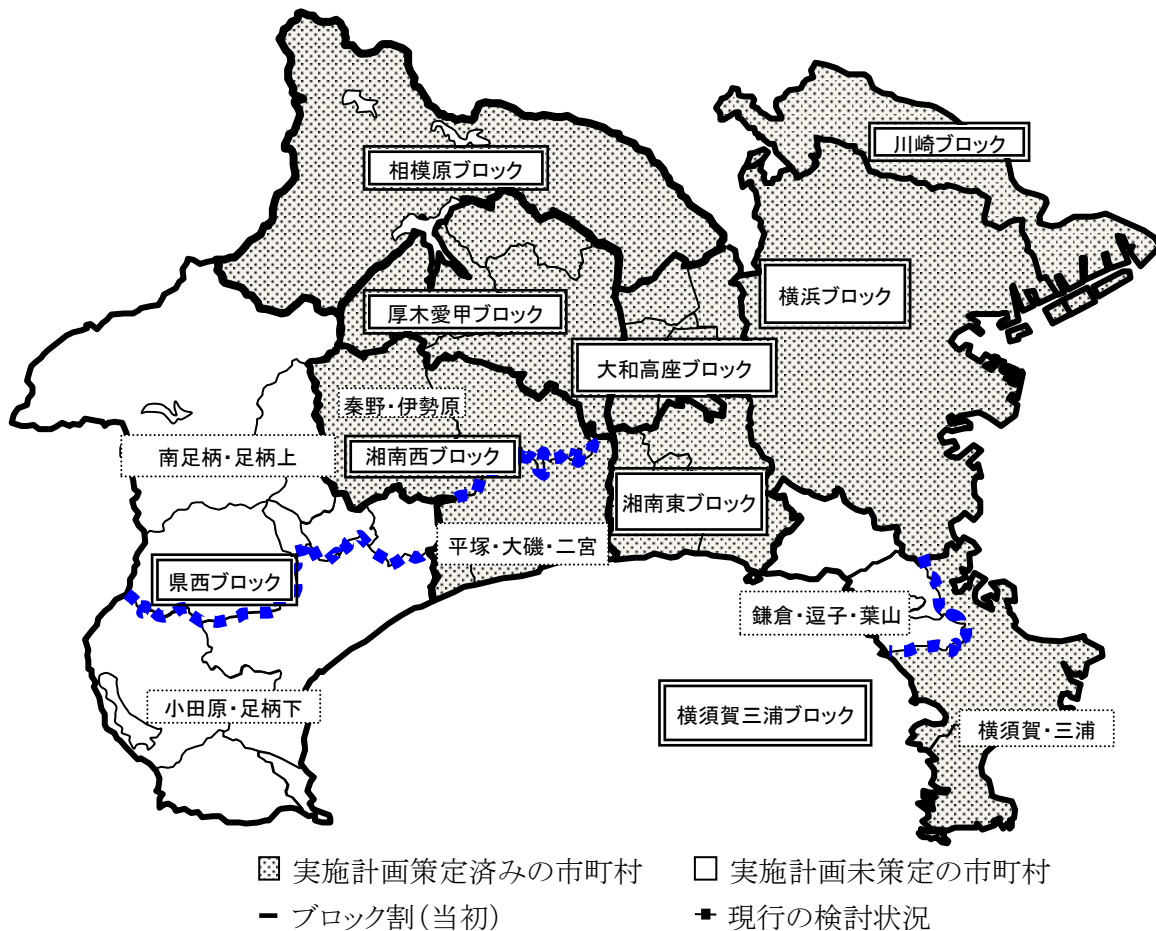 川崎ブロック
相模原ブロック
横浜ブロック
厚木愛甲ブロック
大和高座ブロック
秦野・伊勢原
南足柄・足柄上
湘南西ブロック
湘南東ブロック
平塚・大磯・二宮
県西ブロック
鎌倉・逗子・葉山
小田原・足柄下
横須賀三浦ブロック
横須賀・三浦
実施計画策定済みの市町村
実施計画未策定の市町村
ブロック割(当初)
現行の検討状況